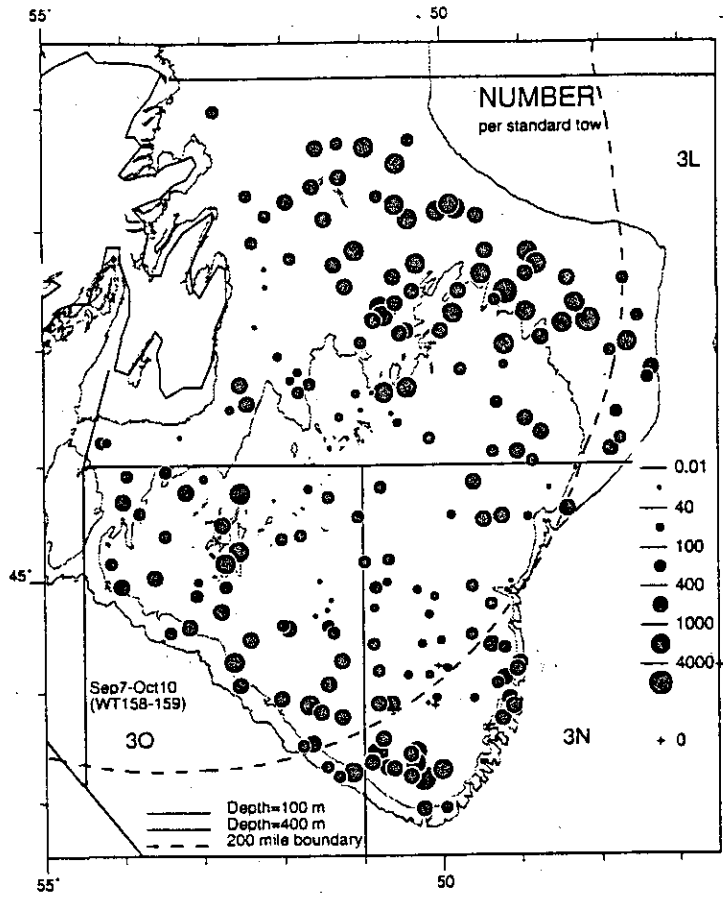 55°
50
NUMBER
per standard tow
3L
0.01
40
100
400
1000
4000
+ 0
45°
Sep7-Oct10
(WT158-159)
3O
3N
Depth=100 m
Depth=400 m
200 mile boundary
55°
50